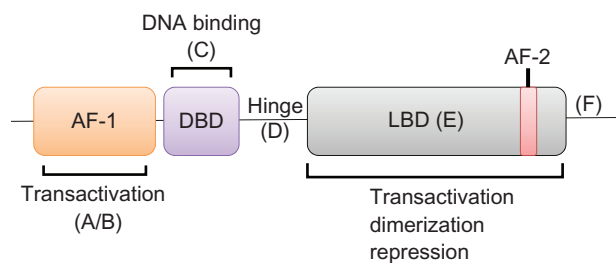 DNA binding
(C)
AF-2
AF-1
DBD
Hinge
(D)
LBD (E)
(F)
Transactivation
(A/B)
Transactivation
dimerization
repression